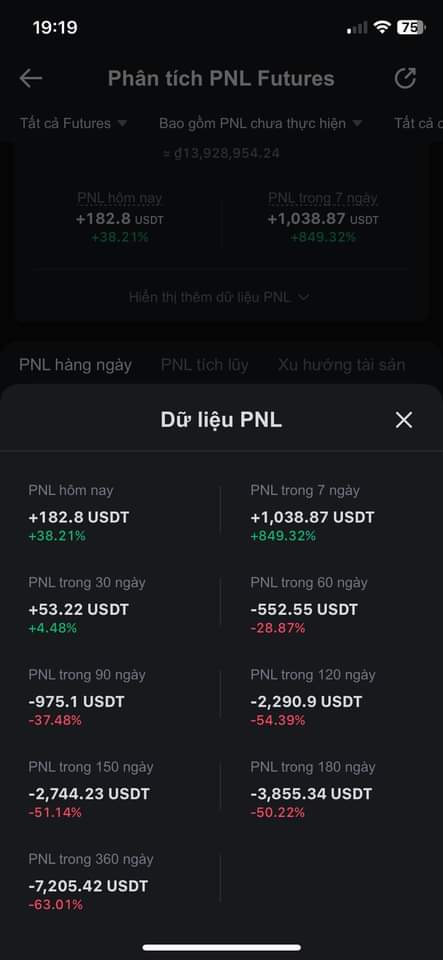 19:19
75
Phân tích PNL Futures
Tất cả Futures
Bao gồm PNL chưa thực hiện
Tất cả
≈ ₫13,928,954.24
PNL hôm nay
PNL trong 7 ngày
+182.8 USDT
+1,038.87 USDT
+38.21%
+849.32%
Hiển thị thêm dữ liệu PNL
PNL hàng ngày
PNL tích lũy
Xu hướng tài sản
Dữ liệu PNL
PNL hôm nay
PNL trong 7 ngày
+182.8 USDT
+1,038.87 USDT
+38.21%
+849.32%
PNL trong 30 ngày
PNL trong 60 ngày
+53.22 USDT
-552.55 USDT
+4.48%
-28.87%
PNL trong 90 ngày
PNL trong 120 ngày
-975.1 USDT
-2,290.9 USDT
-37.48%
-54.39%
PNL trong 150 ngày
PNL trong 180 ngày
-2,744.23 USDT
-3,855.34 USDT
-51.14%
-50.22%
PNL trong 360 ngày
-7,205.42 USDT
-63.01%